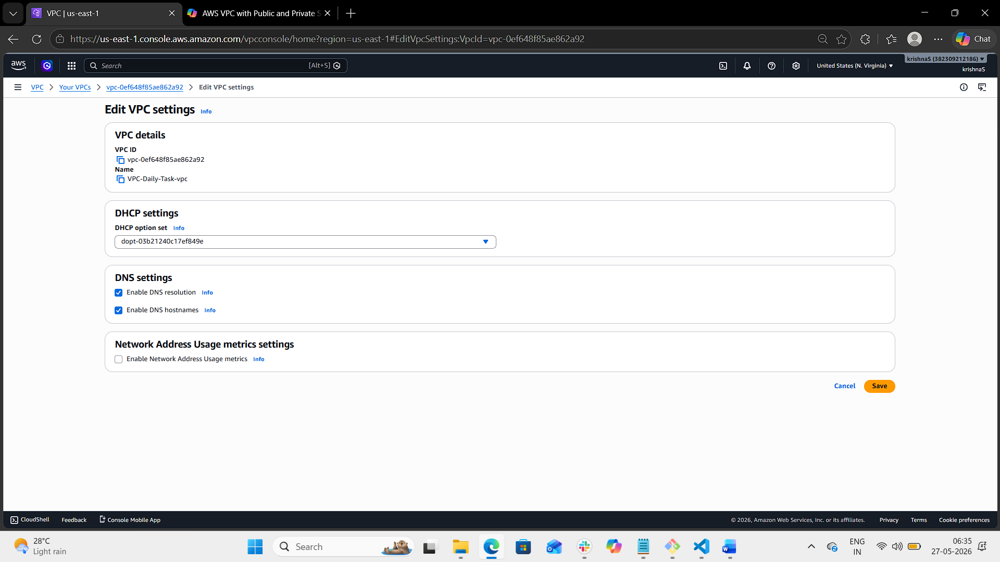 VPC | us-east-1
AWS VPC with Public and Private S
https://us-east-1.console.aws.amazon.com/vpcconsole/home?region=us-east-1#EditVpcSettings:VpcId=vpc-0ef648f85ae862a92
Chat
aws
Search
[Alt+S]
United States (N. Virginia)
krishnaS (382309212186)
krishnaS
VPC
Your VPCs
vpc-0ef648f85ae862a92
Edit VPC settings
Edit VPC settings
Info
VPC details
VPC ID
vpc-0ef648f85ae862a92
Name
VPC-Daily-Task-vpc
DHCP settings
DHCP option set Info
dopt-03b21240c17ef849e
DNS settings
Enable DNS resolution Info
Enable DNS hostnames Info
Network Address Usage metrics settings
Enable Network Address Usage metrics Info
Cancel
Save
CloudShell
Feedback
Console Mobile App
© 2026, Amazon Web Services, Inc. or its affiliates.
Privacy
Terms
Cookie preferences
28°C
Light rain
Search
ENG
IN
06:35
27-05-2026